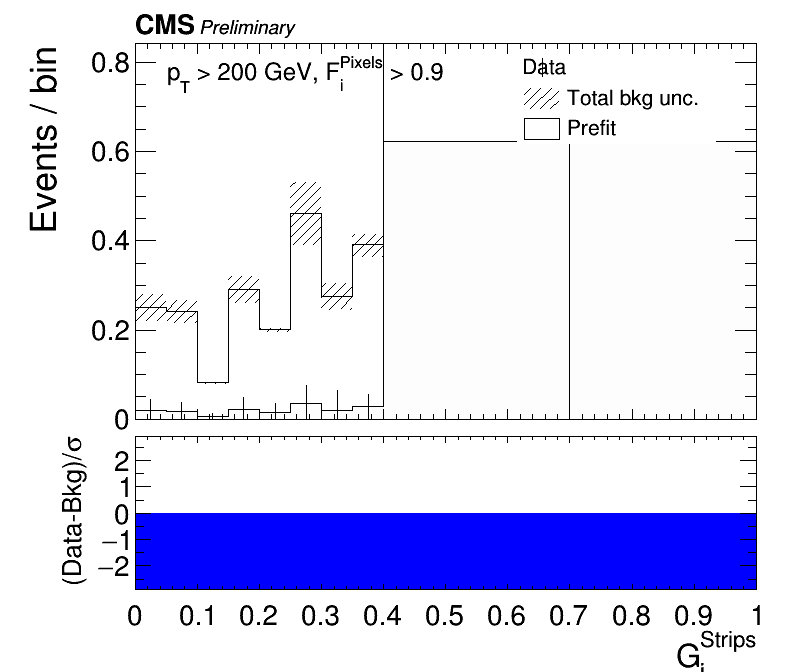 CMS Preliminary
p_T > 200 GeV, F_i^Pixels > 0.9
Data
Total bkg unc.
Prefit
Events / bin
0.8
0.6
0.4
0.2
0
(Data-Bkg)/σ
2
1
0
−1
−2
0 0.1 0.2 0.3 0.4 0.5 0.6 0.7 0.8 0.9 1
G_i^Strips